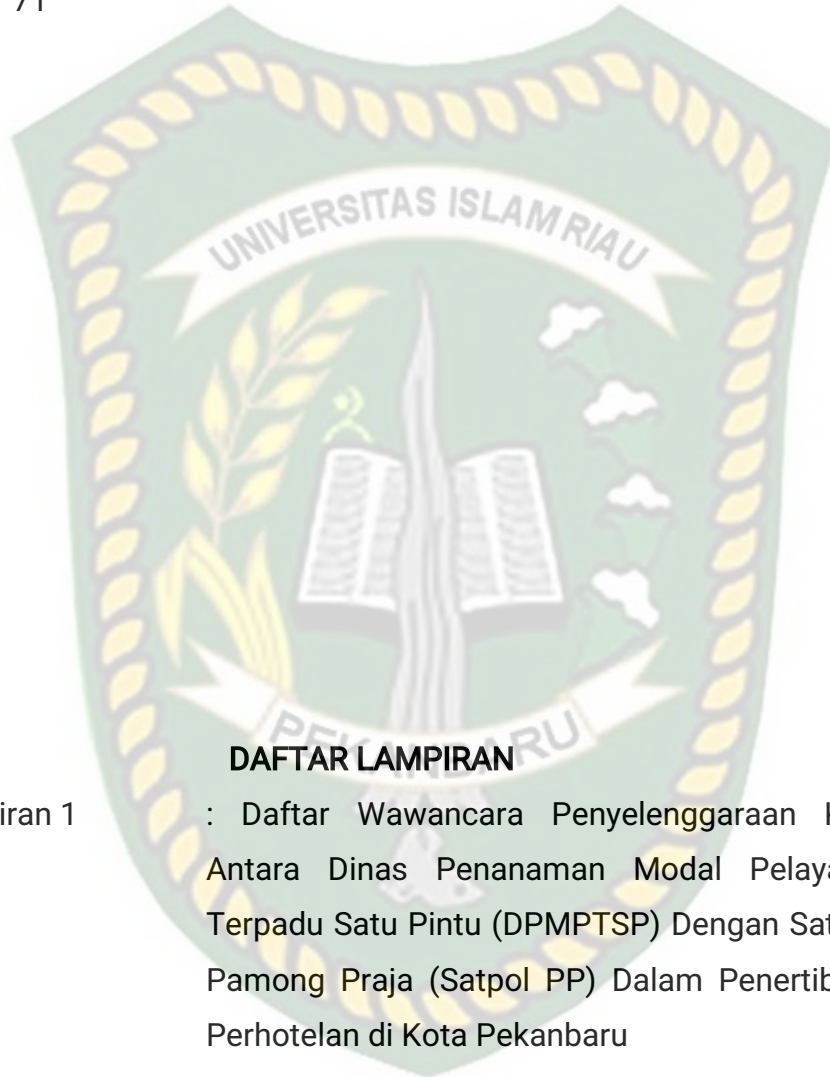 71
UNIVERSITAS ISLAM RIAU
PEKANBARU
DAFTAR LAMPIRAN
iran 1 : Daftar Wawancara Penyelenggaraan
Antara Dinas Penanaman Modal Pelaya
Terpadu Satu Pintu (DPMPTSP) Dengan Sat
Pamong Praja (Satpol PP) Dalam Penertib
Perhotelan di Kota Pekanbaru